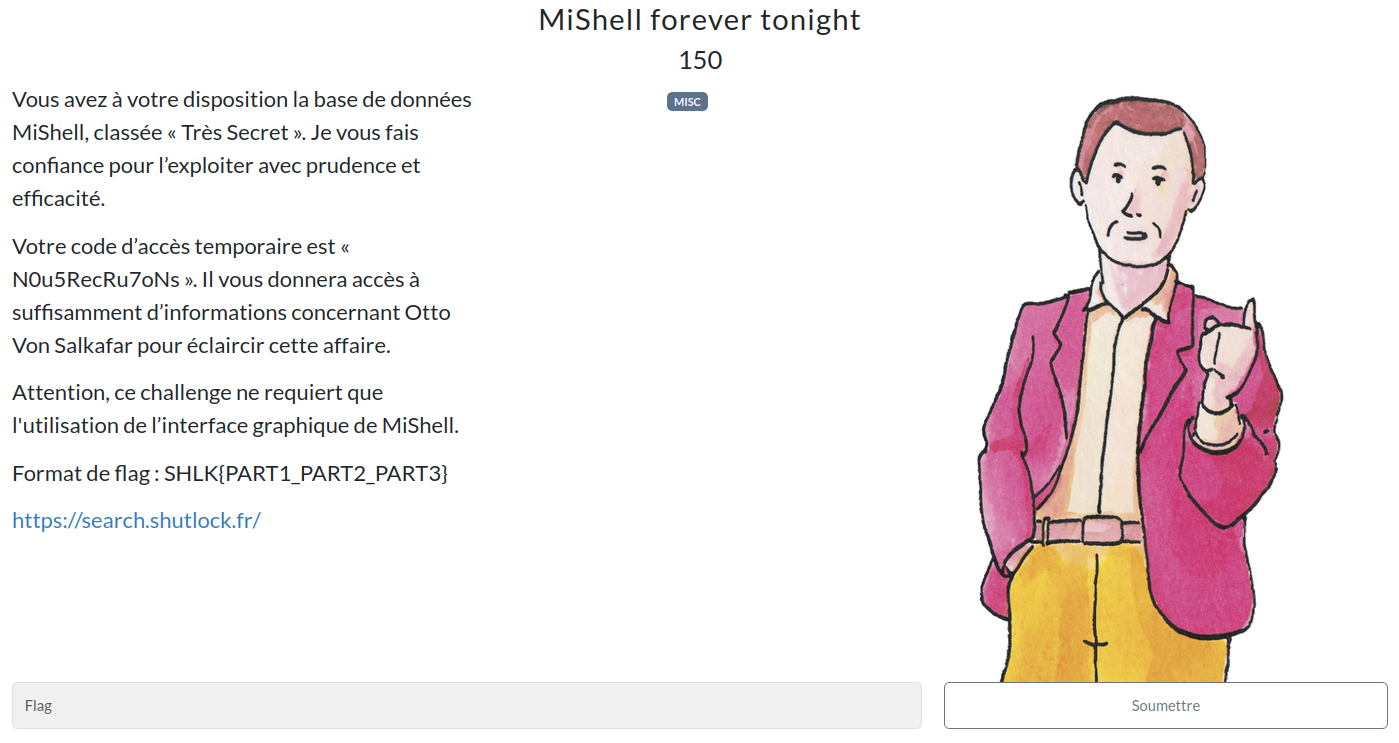 MiShell forever tonight
150
MISC
Vous avez à votre disposition la base de données
MiShell, classée « Très Secret ». Je vous fais
confiance pour l’exploiter avec prudence et
efficacité.
Votre code d’accès temporaire est «
N0u5RecRu7oNs ». Il vous donnera accès à
suffisamment d’informations concernant Otto
Von Salkafar pour éclaircir cette affaire.
Attention, ce challenge ne requiert que
l'utilisation de l’interface graphique de MiShell.
Format de flag : SHLK{PART1_PART2_PART3}
https://search.shutlock.fr/
Flag
Soumettre